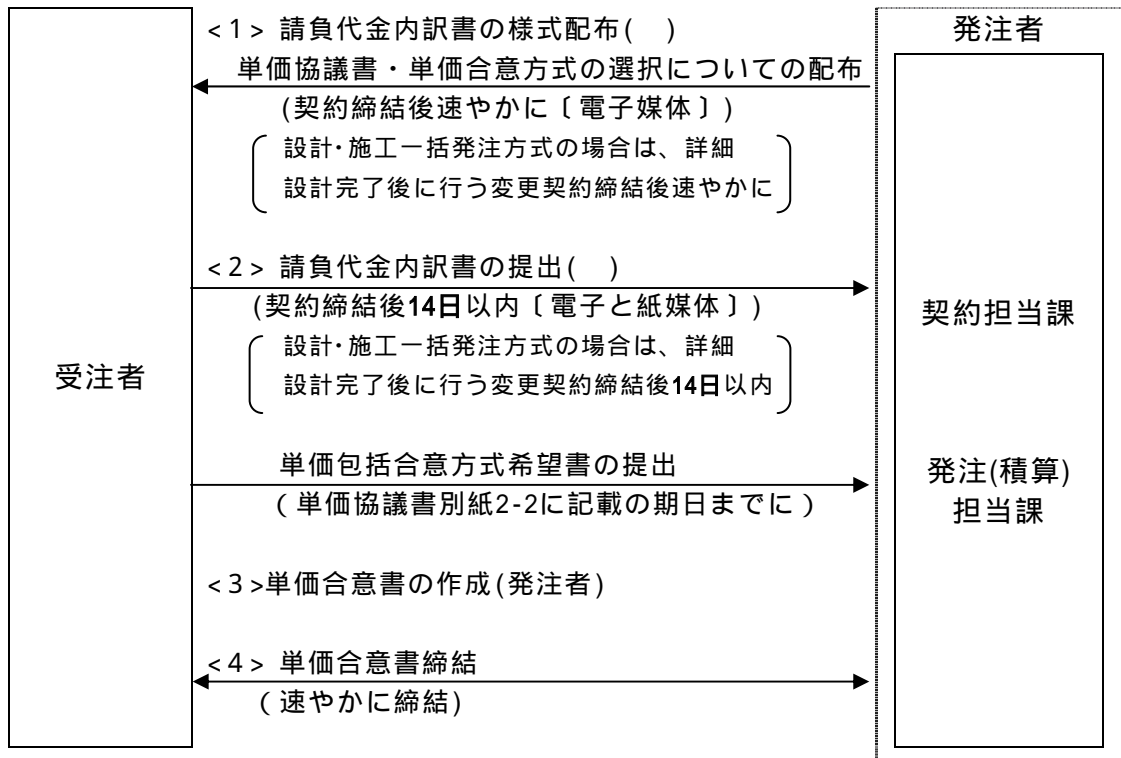 <1> 請負代金内訳書の様式配布(　)
単価協議書・単価合意方式の選択についての配布
(契約締結後速やかに〔電子媒体〕)
設計・施工一括発注方式の場合は、詳細
設計完了後に行う変更契約締結後速やかに
<2> 請負代金内訳書の提出(　)
(契約締結後14日以内〔電子と紙媒体〕)
設計・施工一括発注方式の場合は、詳細
設計完了後に行う変更契約締結後14日以内
単価包括合意方式希望書の提出
(単価協議書別紙2-2に記載の期日までに)
<3>単価合意書の作成(発注者)
<4> 単価合意書締結
(速やかに締結)
受注者
発注者
契約担当課
発注(積算)
担当課